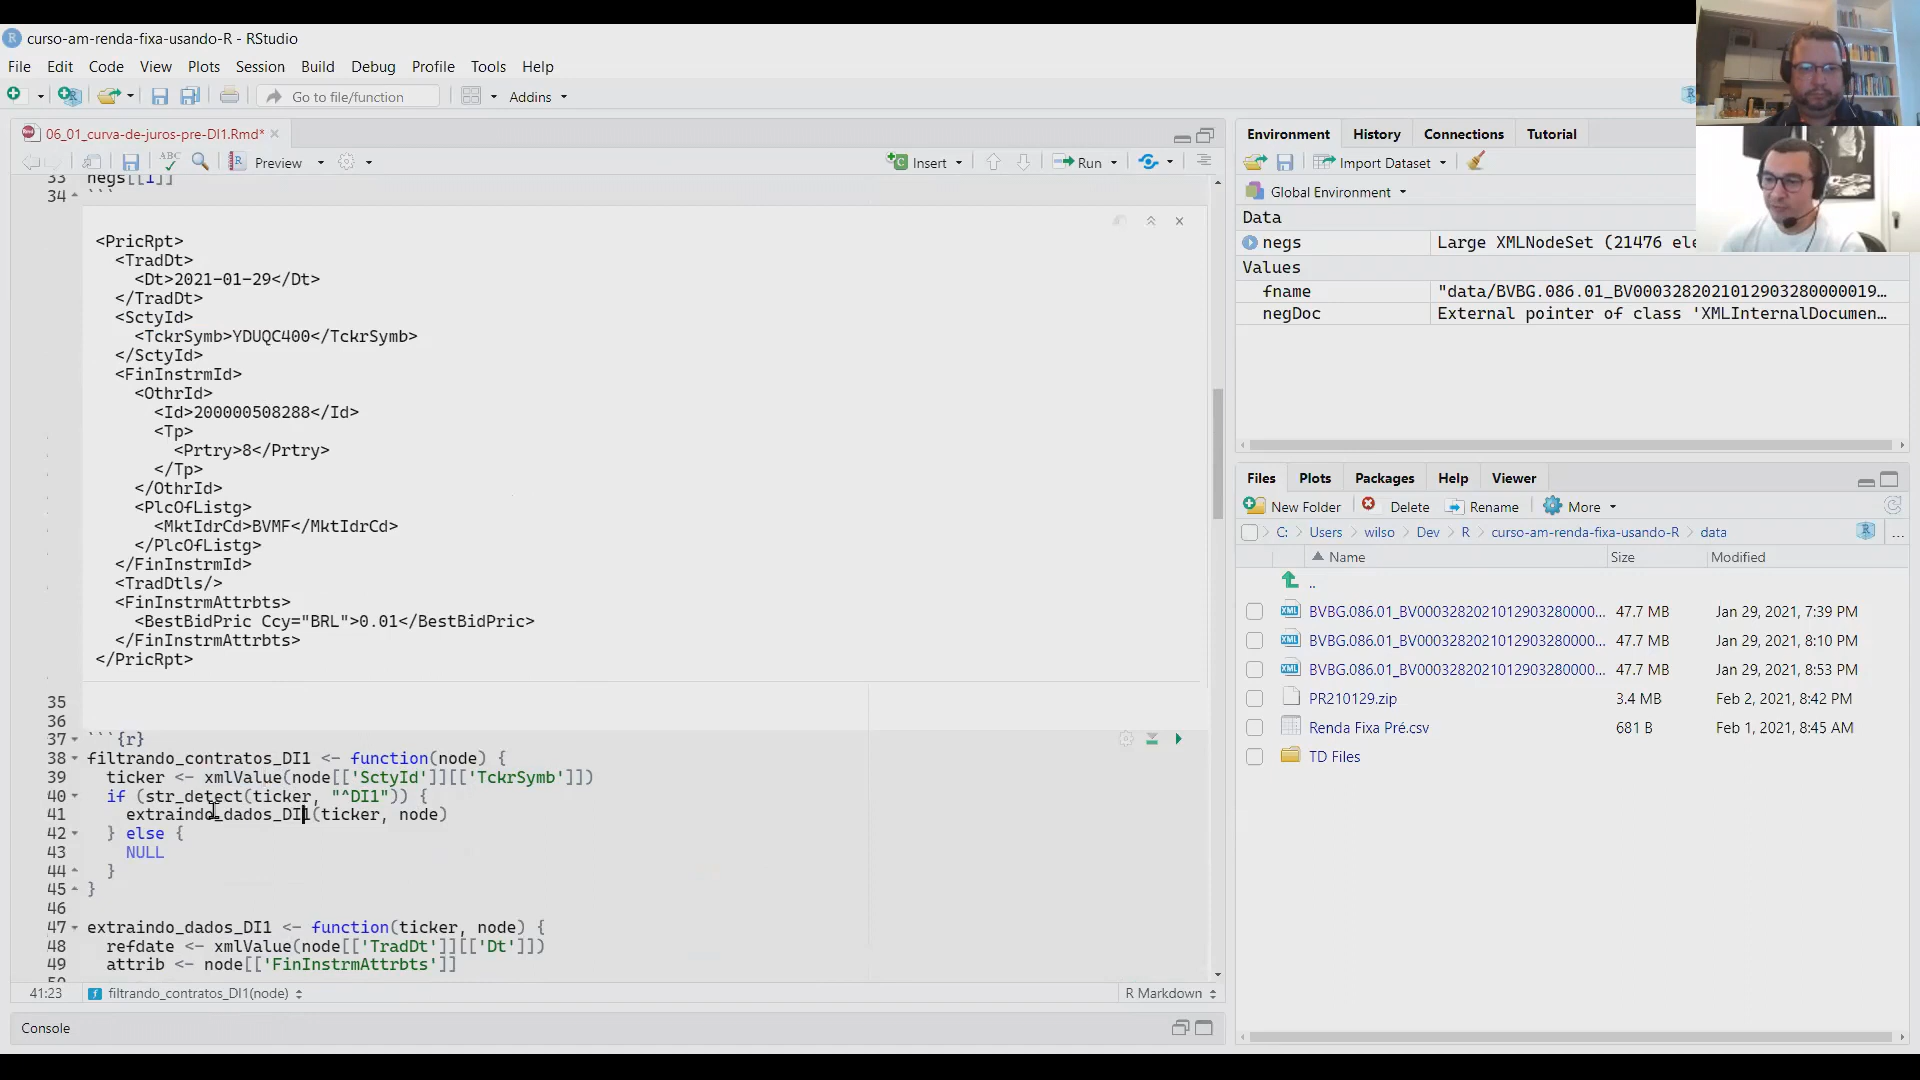 curso-am-renda-fixa-usando-R - RStudio
File Edit Code View Plots Session Build Debug Profile Tools Help
Go to file/function Addins
06_01_curva-de-juros-pre-DI1.Rmd*
ABC Preview Insert Run
33 negs[[1]]
34 ```
<PricRpt>
<TradDt>
<Dt>2021-01-29</Dt>
</TradDt>
<SctyId>
<TckrSymb>YDUQC400</TckrSymb>
</SctyId>
<FinInstrmId>
<OthrId>
<Id>200000508288</Id>
<Tp>
<Prtry>8</Prtry>
</Tp>
</OthrId>
<PlcOfListg>
<MktIdrCd>BVMF</MktIdrCd>
</PlcOfListg>
</FinInstrmId>
<TradDtls/>
<FinInstrmAttrbts>
<BestBidPric Ccy="BRL">0.01</BestBidPric>
</FinInstrmAttrbts>
</PricRpt>
35
36
37 ```{r}
38 filtrando_contratos_DI1 <- function(node) {
39 ticker <- xmlValue(node[['SctyId']][['TckrSymb']])
40 if (str_detect(ticker, "^DI1")) {
41 extraindo_dados_DI1(ticker, node)
42 } else {
43 NULL
44 }
45 }
46
47 extraindo_dados_DI1 <- function(ticker, node) {
48 refdate <- xmlValue(node[['TradDt']][['Dt']])
49 attrib <- node[['FinInstrmAttrbts']]
41:23 filtrando_contratos_DI1(node) R Markdown
Console
Environment History Connections Tutorial
Import Dataset
Global Environment
Data
negs Large XMLNodeSet (21476 ele
Values
fname "data/BVBG.086.01_BV000328202101290328000019…
negDoc External pointer of class 'XMLInternalDocumen…
Files Plots Packages Help Viewer
New Folder Delete Rename More
C: Users wilso Dev R curso-am-renda-fixa-usando-R data ...
Name Size Modified
..
BVBG.086.01_BV000328202101290328000... 47.7 MB Jan 29, 2021, 7:39 PM
BVBG.086.01_BV000328202101290328000... 47.7 MB Jan 29, 2021, 8:10 PM
BVBG.086.01_BV000328202101290328000... 47.7 MB Jan 29, 2021, 8:53 PM
PR210129.zip 3.4 MB Feb 2, 2021, 8:42 PM
Renda Fixa Pré.csv 681 B Feb 1, 2021, 8:45 AM
TD Files